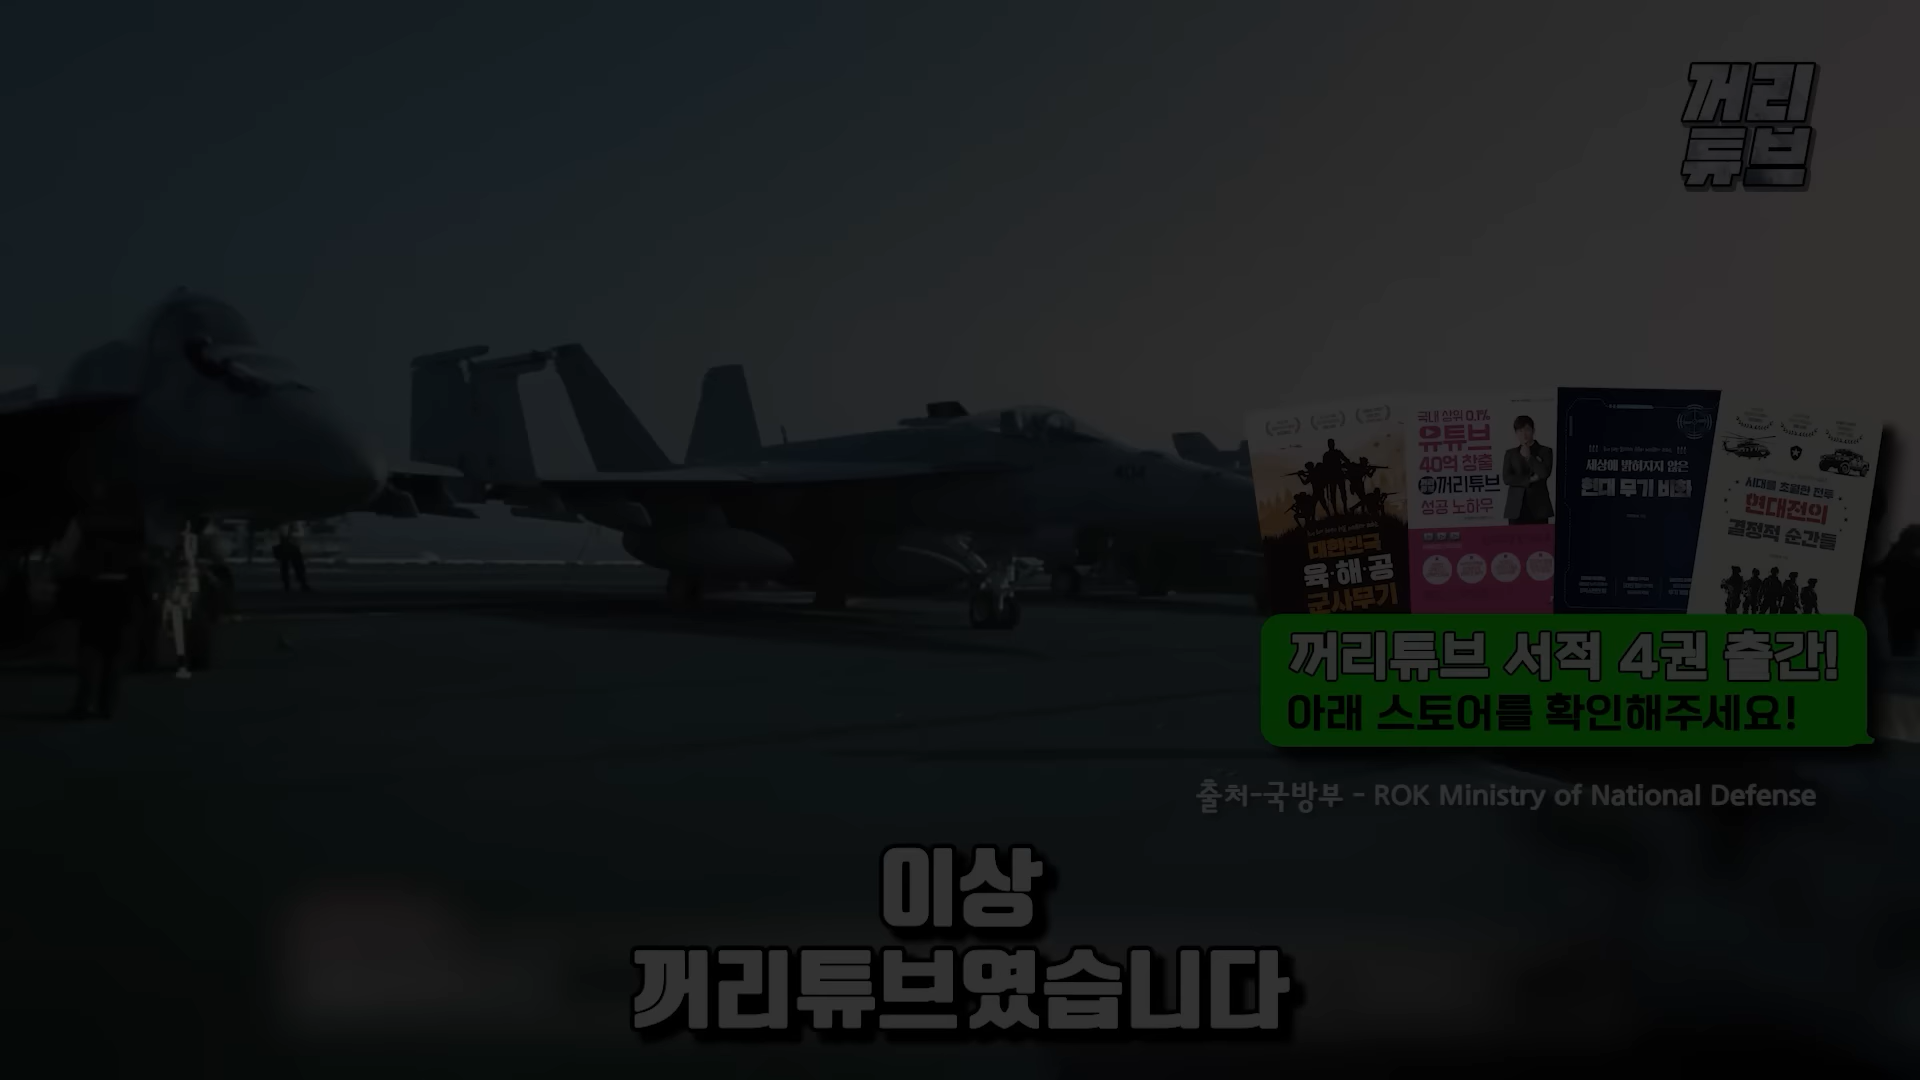 꺼리
튜브
대한민국
육·해·공
군사무기
국내 상위 0.1%
유튜브
40억 창출
꺼리튜브
성공 노하우
세상에 밝혀지지 않은
현대 무기 비화
시대를 초월한 전투
현대전의
결정적 순간들
꺼리튜브 서적 4권 출간!
아래 스토어를 확인해주세요!
출처-국방부 - ROK Ministry of National Defense
이상
꺼리튜브였습니다